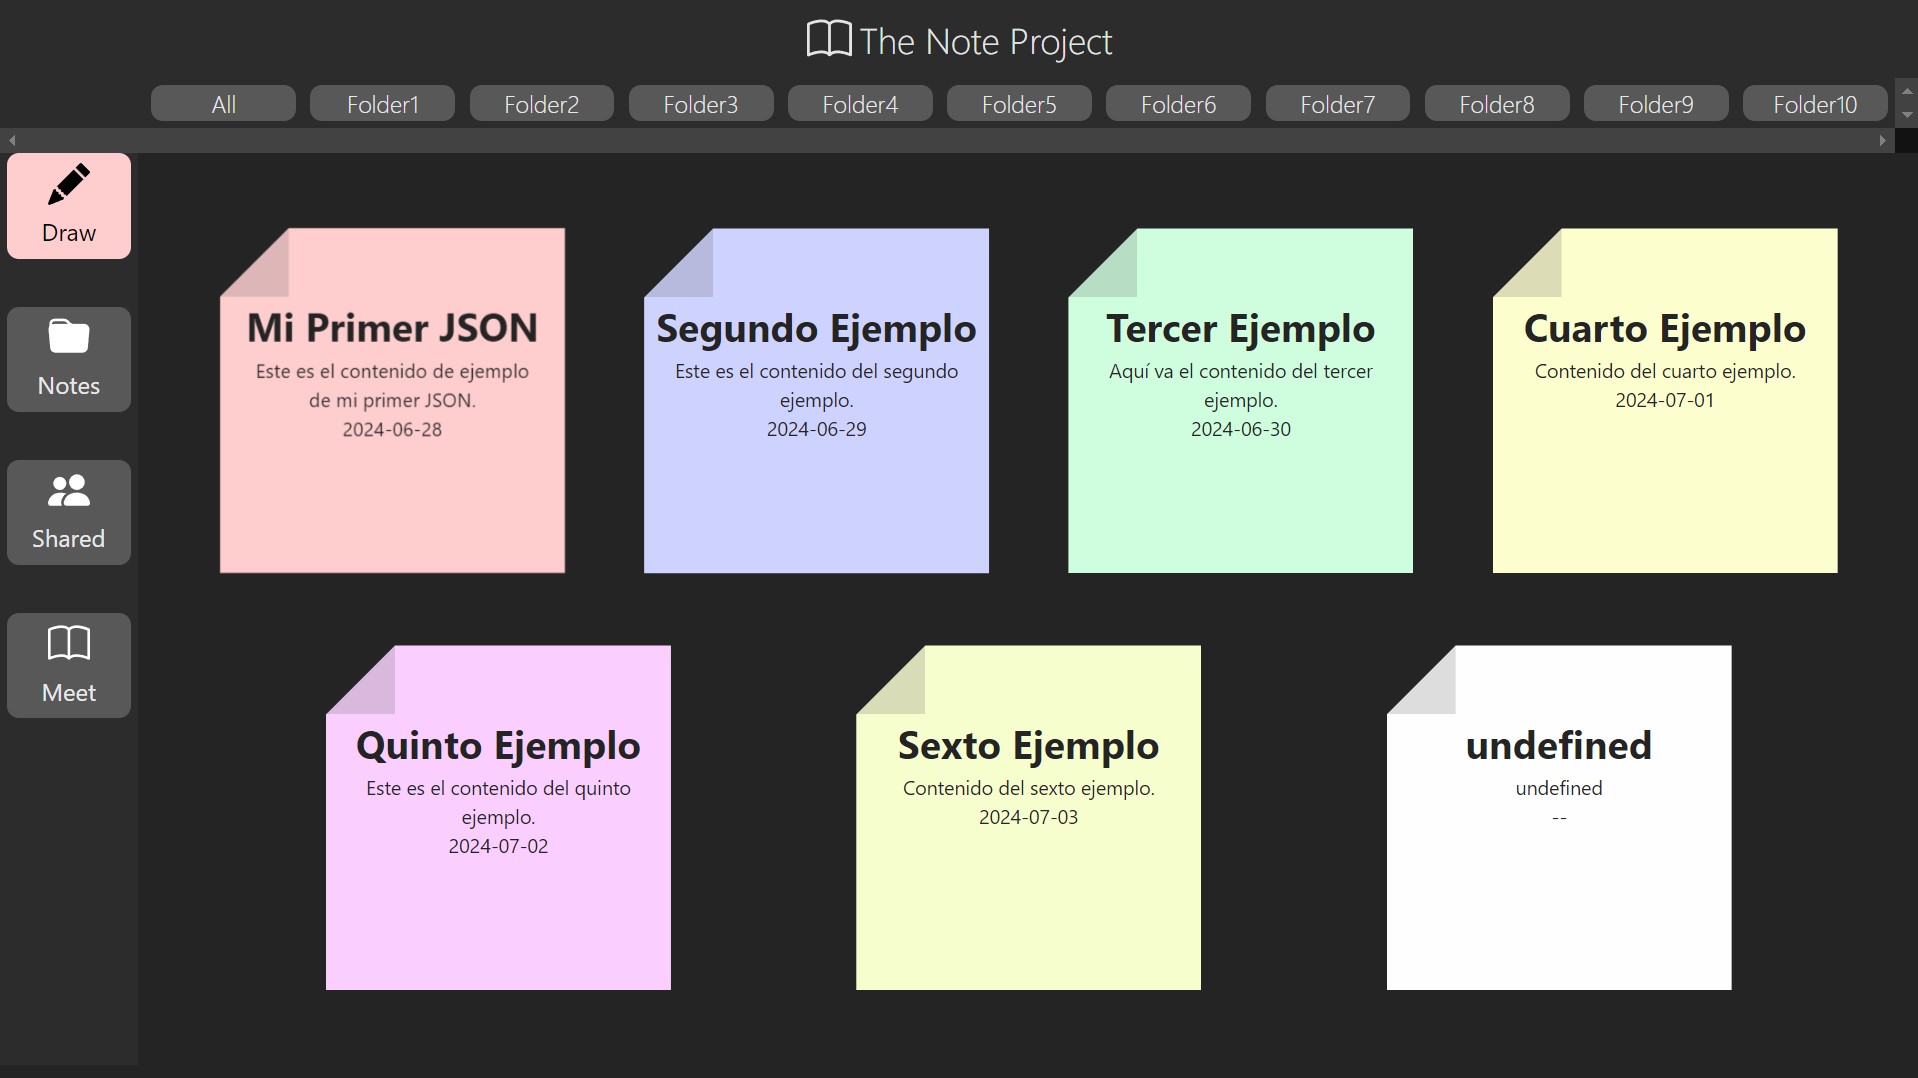 The Note Project
All
Folder1
Folder2
Folder3
Folder4
Folder5
Folder6
Folder7
Folder8
Folder9
Folder10
Draw
Notes
Shared
Meet
Mi Primer JSON
Este es el contenido de ejemplo
de mi primer JSON.
2024-06-28
Segundo Ejemplo
Este es el contenido del segundo
ejemplo.
2024-06-29
Tercer Ejemplo
Aquí va el contenido del tercer
ejemplo.
2024-06-30
Cuarto Ejemplo
Contenido del cuarto ejemplo.
2024-07-01
Quinto Ejemplo
Este es el contenido del quinto
ejemplo.
2024-07-02
Sexto Ejemplo
Contenido del sexto ejemplo.
2024-07-03
undefined
undefined
--